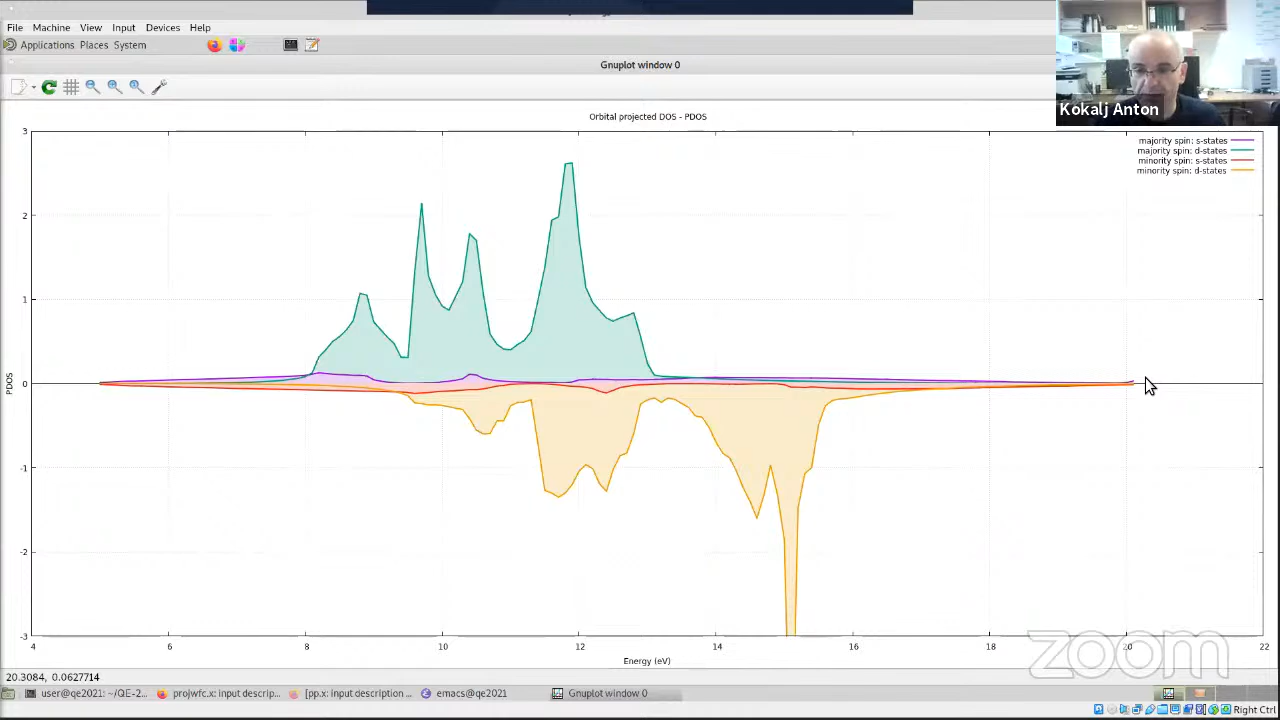 File Machine View Input Devices Help
Applications Places System
Gnuplot window 0
Kokalj Anton
Orbital projected DOS - PDOS
majority spin: s-states
majority spin: d-states
minority spin: s-states
minority spin: d-states
3
2
1
0
-1
-2
-3
PDOS
4 6 8 10 12 14 16 18 20 22
Energy (eV)
zoom
20.3084, 0.0627714
user@qe2021: ~/QE-2... projwfc.x: input descrip... [pp.x: input description ... emacs@qe2021 Gnuplot window 0
Right Ctrl